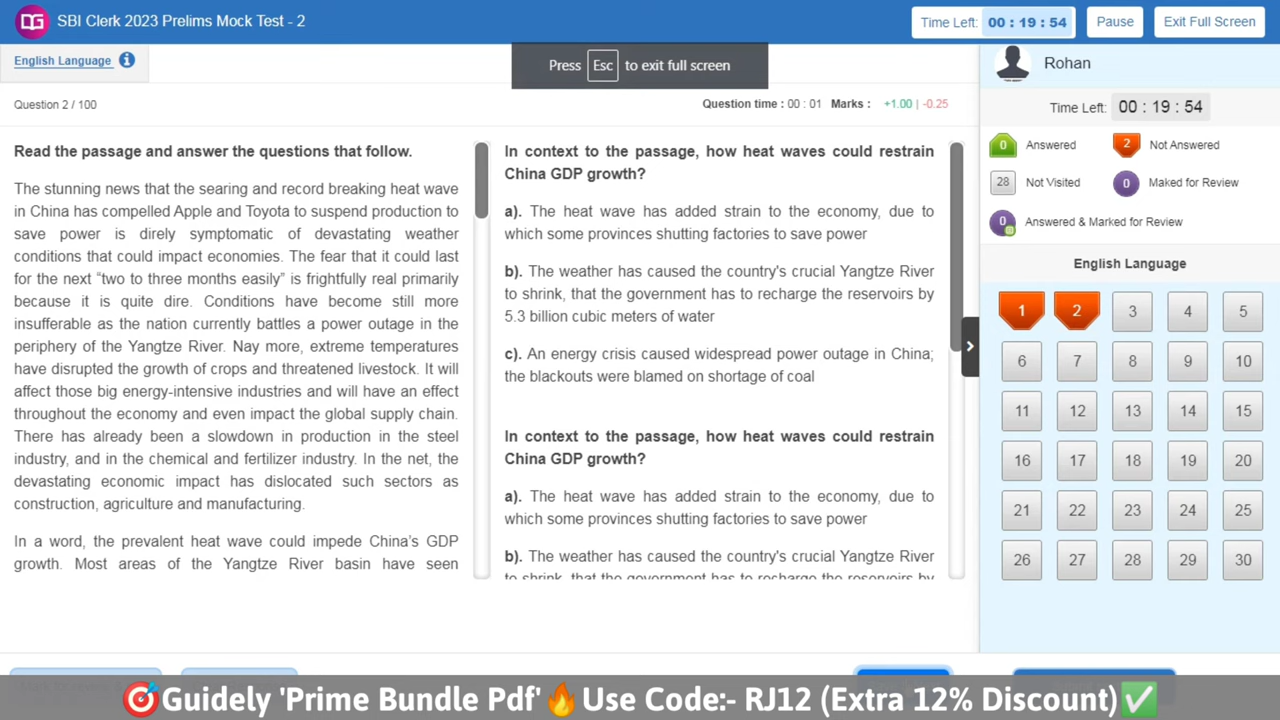 DG
SBI Clerk 2023 Prelims Mock Test - 2
Time Left: 00 : 19 : 54
Pause
Exit Full Screen
English Language i
Press Esc to exit full screen
Question 2 / 100
Question time : 00 : 01 Marks : +1.00 | -0.25
Read the passage and answer the questions that follow.
The stunning news that the searing and record breaking heat wave
in China has compelled Apple and Toyota to suspend production to
save power is direly symptomatic of devastating weather
conditions that could impact economies. The fear that it could last
for the next “two to three months easily” is frightfully real primarily
because it is quite dire. Conditions have become still more
insufferable as the nation currently battles a power outage in the
periphery of the Yangtze River. Nay more, extreme temperatures
have disrupted the growth of crops and threatened livestock. It will
affect those big energy-intensive industries and will have an effect
throughout the economy and even impact the global supply chain.
There has already been a slowdown in production in the steel
industry, and in the chemical and fertilizer industry. In the net, the
devastating economic impact has dislocated such sectors as
construction, agriculture and manufacturing.
In a word, the prevalent heat wave could impede China’s GDP
growth. Most areas of the Yangtze River basin have seen
In context to the passage, how heat waves could restrain
China GDP growth?
a). The heat wave has added strain to the economy, due to
which some provinces shutting factories to save power
b). The weather has caused the country's crucial Yangtze River
to shrink, that the government has to recharge the reservoirs by
5.3 billion cubic meters of water
c). An energy crisis caused widespread power outage in China;
the blackouts were blamed on shortage of coal
In context to the passage, how heat waves could restrain
China GDP growth?
a). The heat wave has added strain to the economy, due to
which some provinces shutting factories to save power
b). The weather has caused the country's crucial Yangtze River
to shrink, that the government has to recharge the reservoirs by
Rohan
Time Left: 00 : 19 : 54
0 Answered
2 Not Answered
28 Not Visited
0 Maked for Review
0 Answered & Marked for Review
English Language
1 2 3 4 5
6 7 8 9 10
11 12 13 14 15
16 17 18 19 20
21 22 23 24 25
26 27 28 29 30
Guidely 'Prime Bundle Pdf' Use Code:- RJ12 (Extra 12% Discount)